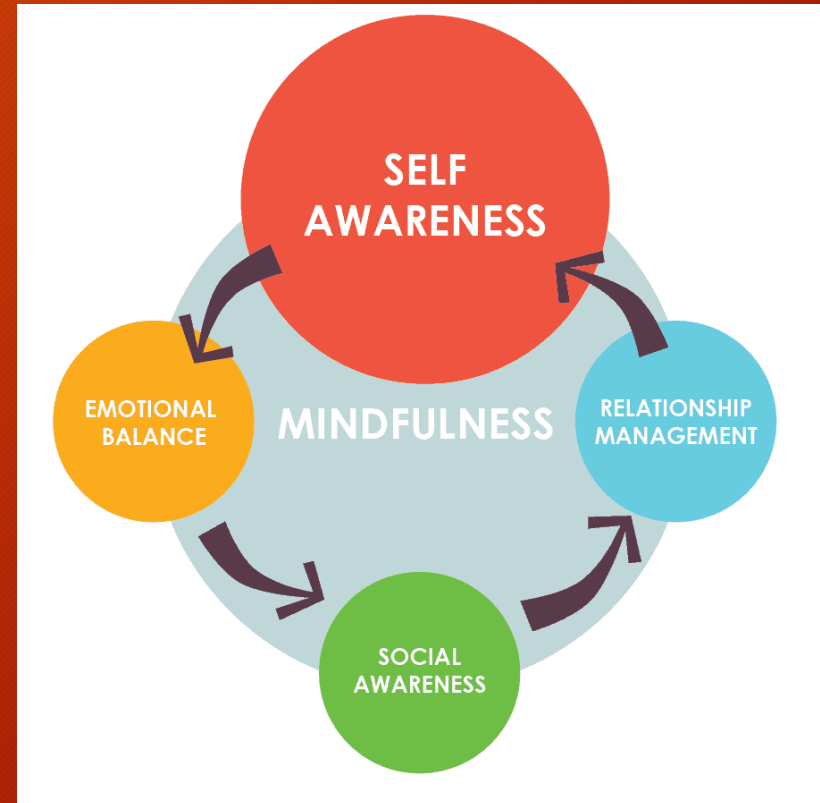 SELF
AWARENESS
EMOTIONAL
BALANCE
MINDFULNESS
RELATIONSHIP
MANAGEMENT
SOCIAL
AWARENESS